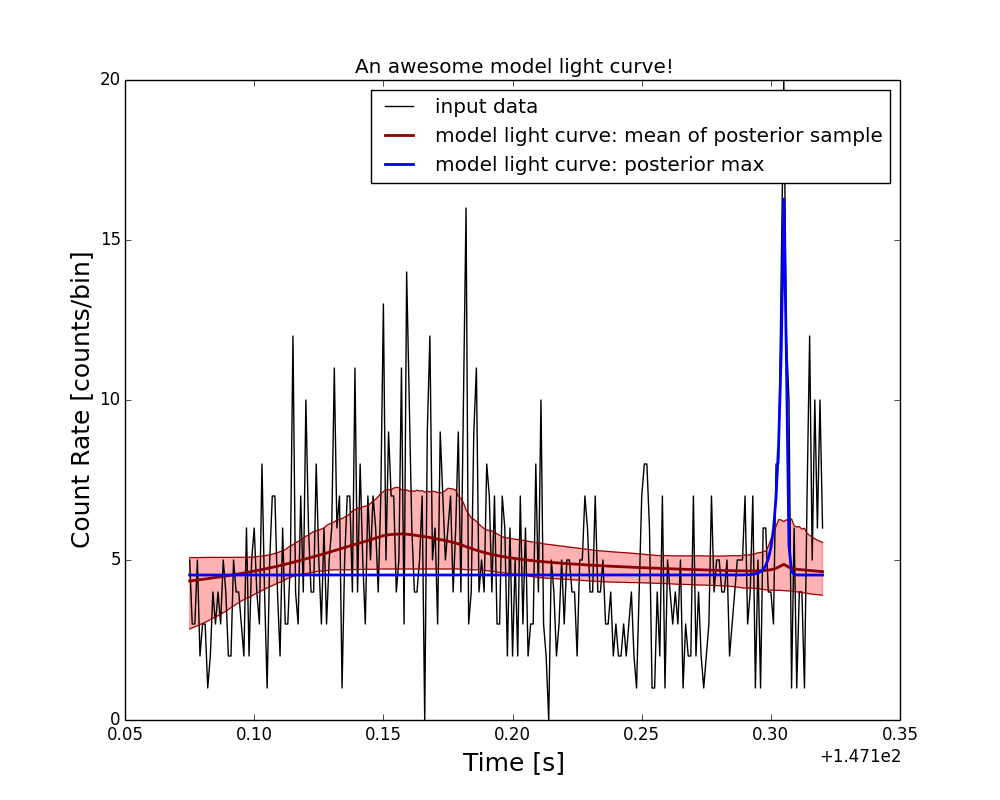 An awesome model light curve!
input data
model light curve: mean of posterior sample
model light curve: posterior max
Count Rate [counts/bin]
20
15
10
5
0
0.05 0.10 0.15 0.20 0.25 0.30 0.35
+1.471e2
Time [s]